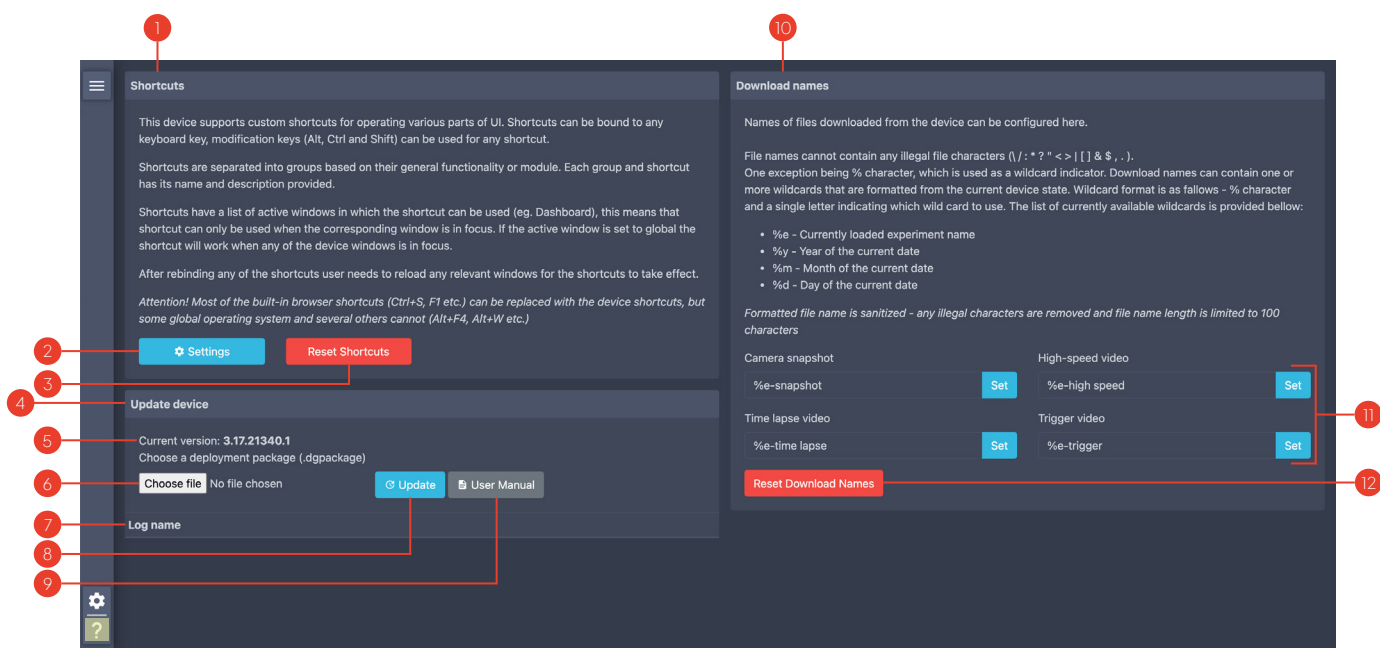 1
10
Shortcuts
This device supports custom shortcuts for operating various parts of UI. Shortcuts can be bound to any
keyboard key, modification keys (Alt, Ctrl and Shift) can be used for any shortcut.
Shortcuts are separated into groups based on their general functionality or module. Each group and shortcut
has its name and description provided.
Shortcuts have a list of active windows in which the shortcut can be used (eg. Dashboard), this means that
shortcut can only be used when the corresponding window is in focus. If the active window is set to global the
shortcut will work when any of the device windows is in focus.
After rebinding any of the shortcuts user needs to reload any relevant windows for the shortcuts to take effect.
Attention! Most of the built-in browser shortcuts (Ctrl+S, F1 etc.) can be replaced with the device shortcuts, but
some global operating system and several others cannot (Alt+F4, Alt+W etc.)
2
Settings
Reset Shortcuts
3
4
Update device
5
Current version: 3.17.21340.1
Choose a deployment package (.dgpackage)
6
Choose file No file chosen
Update
User Manual
7
Log name
8
9
?
Download names
Names of files downloaded from the device can be configured here.
File names cannot contain any illegal file characters (\ / : * ? " < > | [ ] & $ , . ).
One exception being % character, which is used as a wildcard indicator. Download names can contain one or
more wildcards that are formatted from the current device state. Wildcard format is as fallows - % character
and a single letter indicating which wild card to use. The list of currently available wildcards is provided bellow:
• %e - Currently loaded experiment name
• %y - Year of the current date
• %m - Month of the current date
• %d - Day of the current date
Formatted file name is sanitized - any illegal characters are removed and file name length is limited to 100
characters
Camera snapshot
High-speed video
%e-snapshot
Set
%e-high speed
Set
11
Time lapse video
Trigger video
%e-time lapse
Set
%e-trigger
Set
Reset Download Names
12